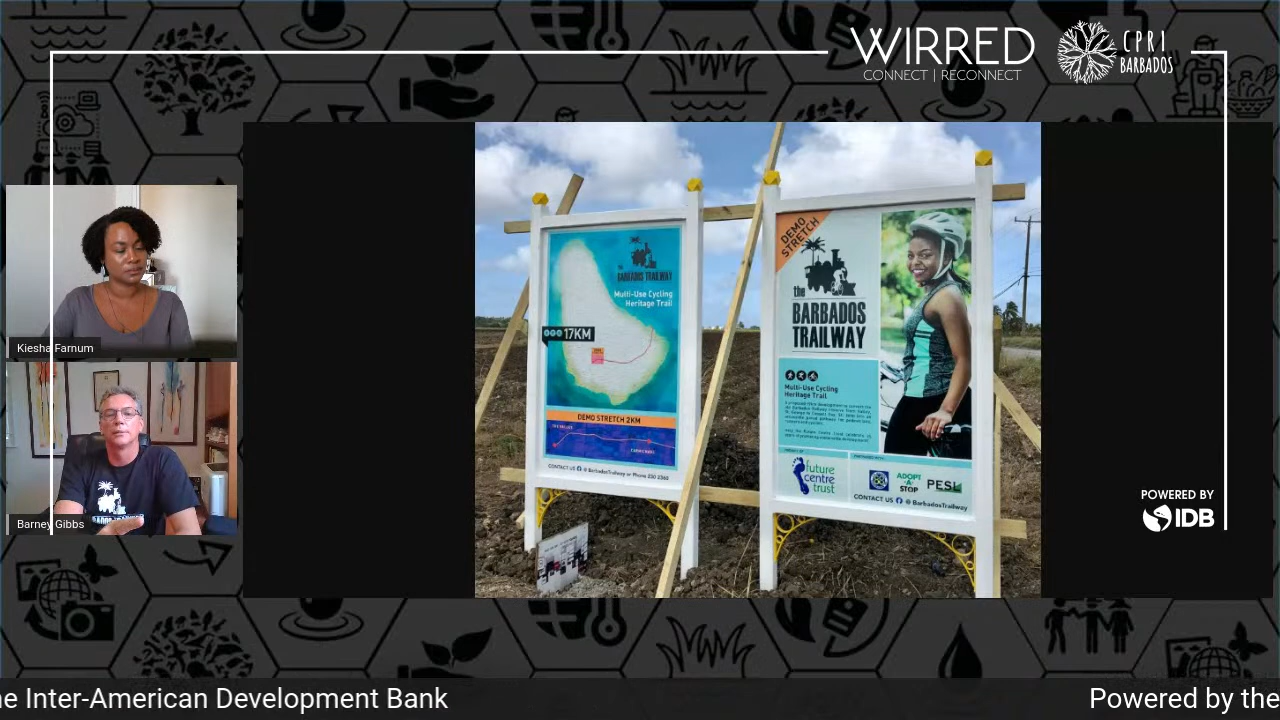 WIRRED
CONNECT | RECONNECT
CPRI
BARBADOS
Kiesha Farnum
Barney Gibbs
the
BARBADOS TRAILWAY
Multi-Use Cycling
Heritage Trail
17KM
DEMO STRETCH 2KM
CONTACT US @BarbadosTrailway or Phone
DEMO
STRETCH
the
BARBADOS
TRAILWAY
Multi-Use Cycling
Heritage Trail
future
centre
trust
ADOPT
A
STOP
PESL
CONTACT US @BarbadosTrailway
POWERED BY
IDB
e Inter-American Development Bank
Powered by the